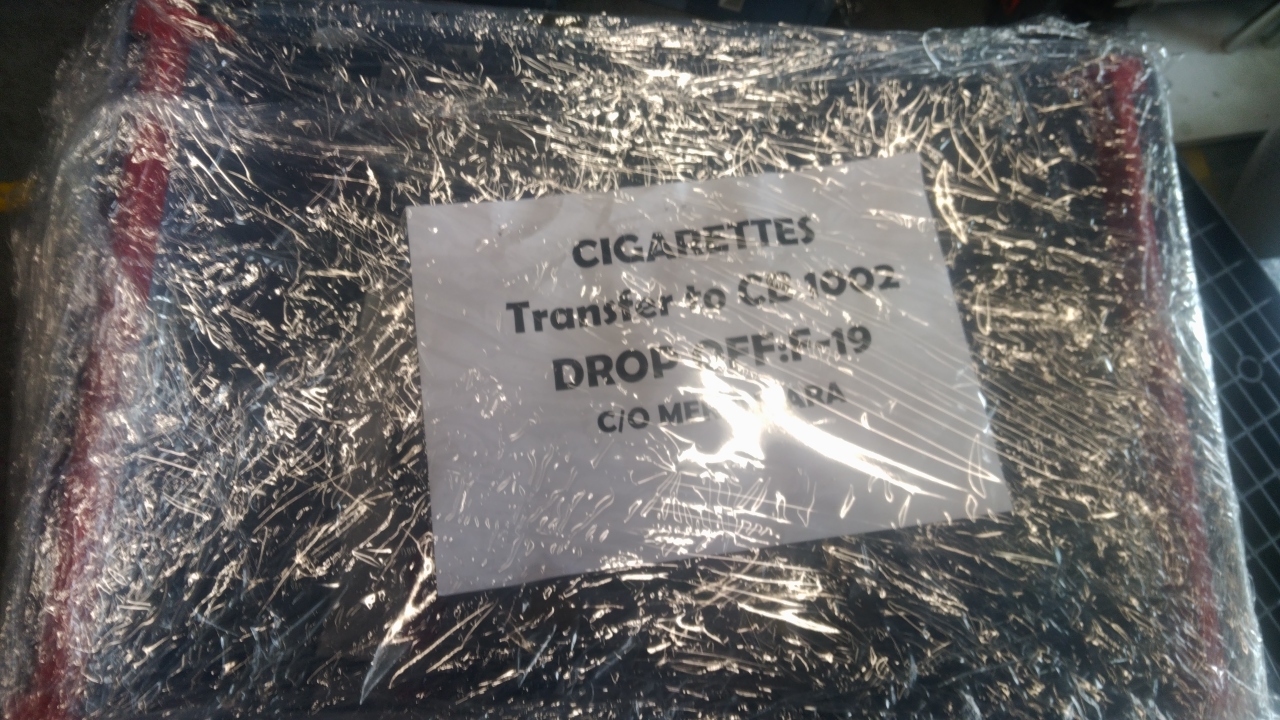 CIGARETTES
Transfer to CB 1002
DROP OFF:F-19
C/O